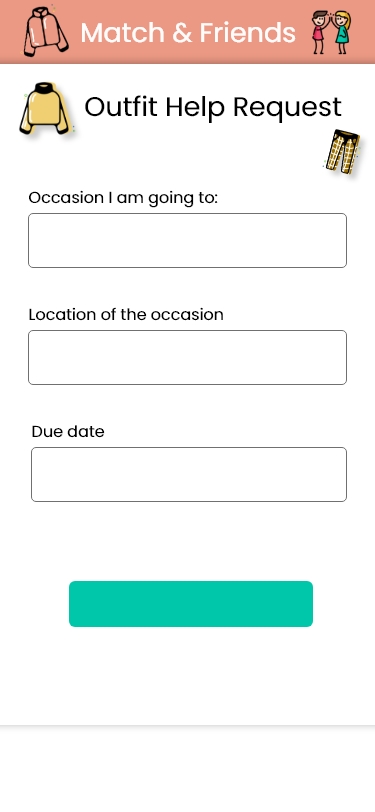 Match & Friends
Outfit Help Request
Occasion I am going to:
Location of the occasion
Due date